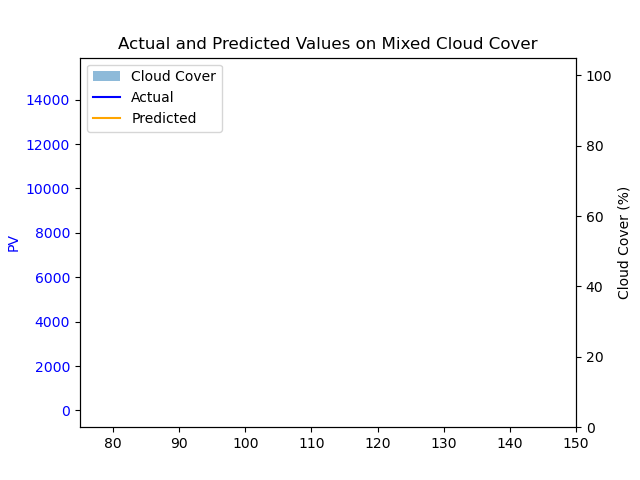 Actual and Predicted Values on Mixed Cloud Cover
Cloud Cover
Actual
Predicted
PV
14000
12000
10000
8000
6000
4000
2000
0
100
80
60
40
20
0
Cloud Cover (%)
80 90 100 110 120 130 140 150